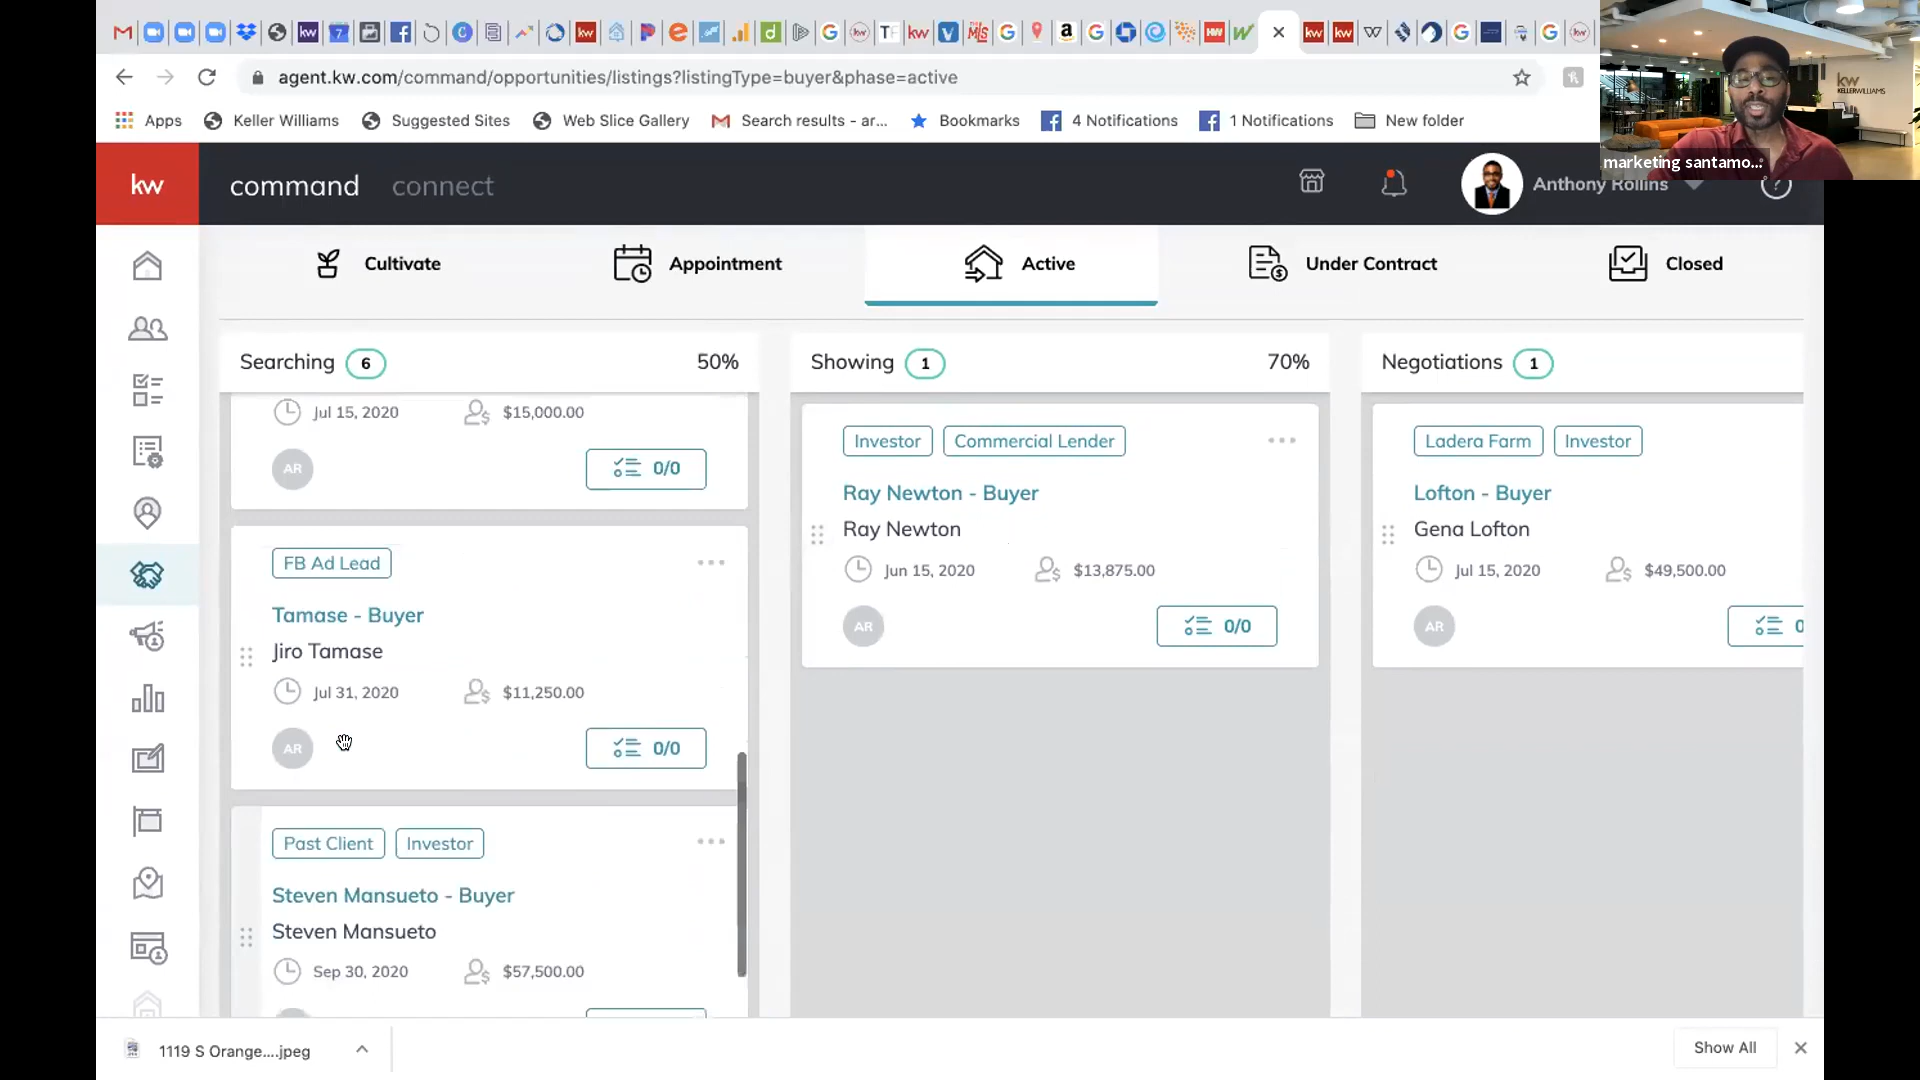 agent.kw.com/command/opportunities/listings?listingType=buyer&phase=active
Apps
Keller Williams
Suggested Sites
Web Slice Gallery
Search results - ar...
Bookmarks
4 Notifications
1 Notifications
New folder
kw
KELLERWILLIAMS
marketing santamo...
kw
command
connect
Anthony Rollins
?
Cultivate
Appointment
Active
Under Contract
Closed
Searching 6 50%
Showing 1 70%
Negotiations 1
Jul 15, 2020 $15,000.00
AR 0/0
FB Ad Lead
Tamase - Buyer
Jiro Tamase
Jul 31, 2020 $11,250.00
AR 0/0
Past Client Investor
Steven Mansueto - Buyer
Steven Mansueto
Sep 30, 2020 $57,500.00
Investor Commercial Lender
Ray Newton - Buyer
Ray Newton
Jun 15, 2020 $13,875.00
AR 0/0
Ladera Farm Investor
Lofton - Buyer
Gena Lofton
Jul 15, 2020 $49,500.00
AR 0
1119 S Orange....jpeg
Show All